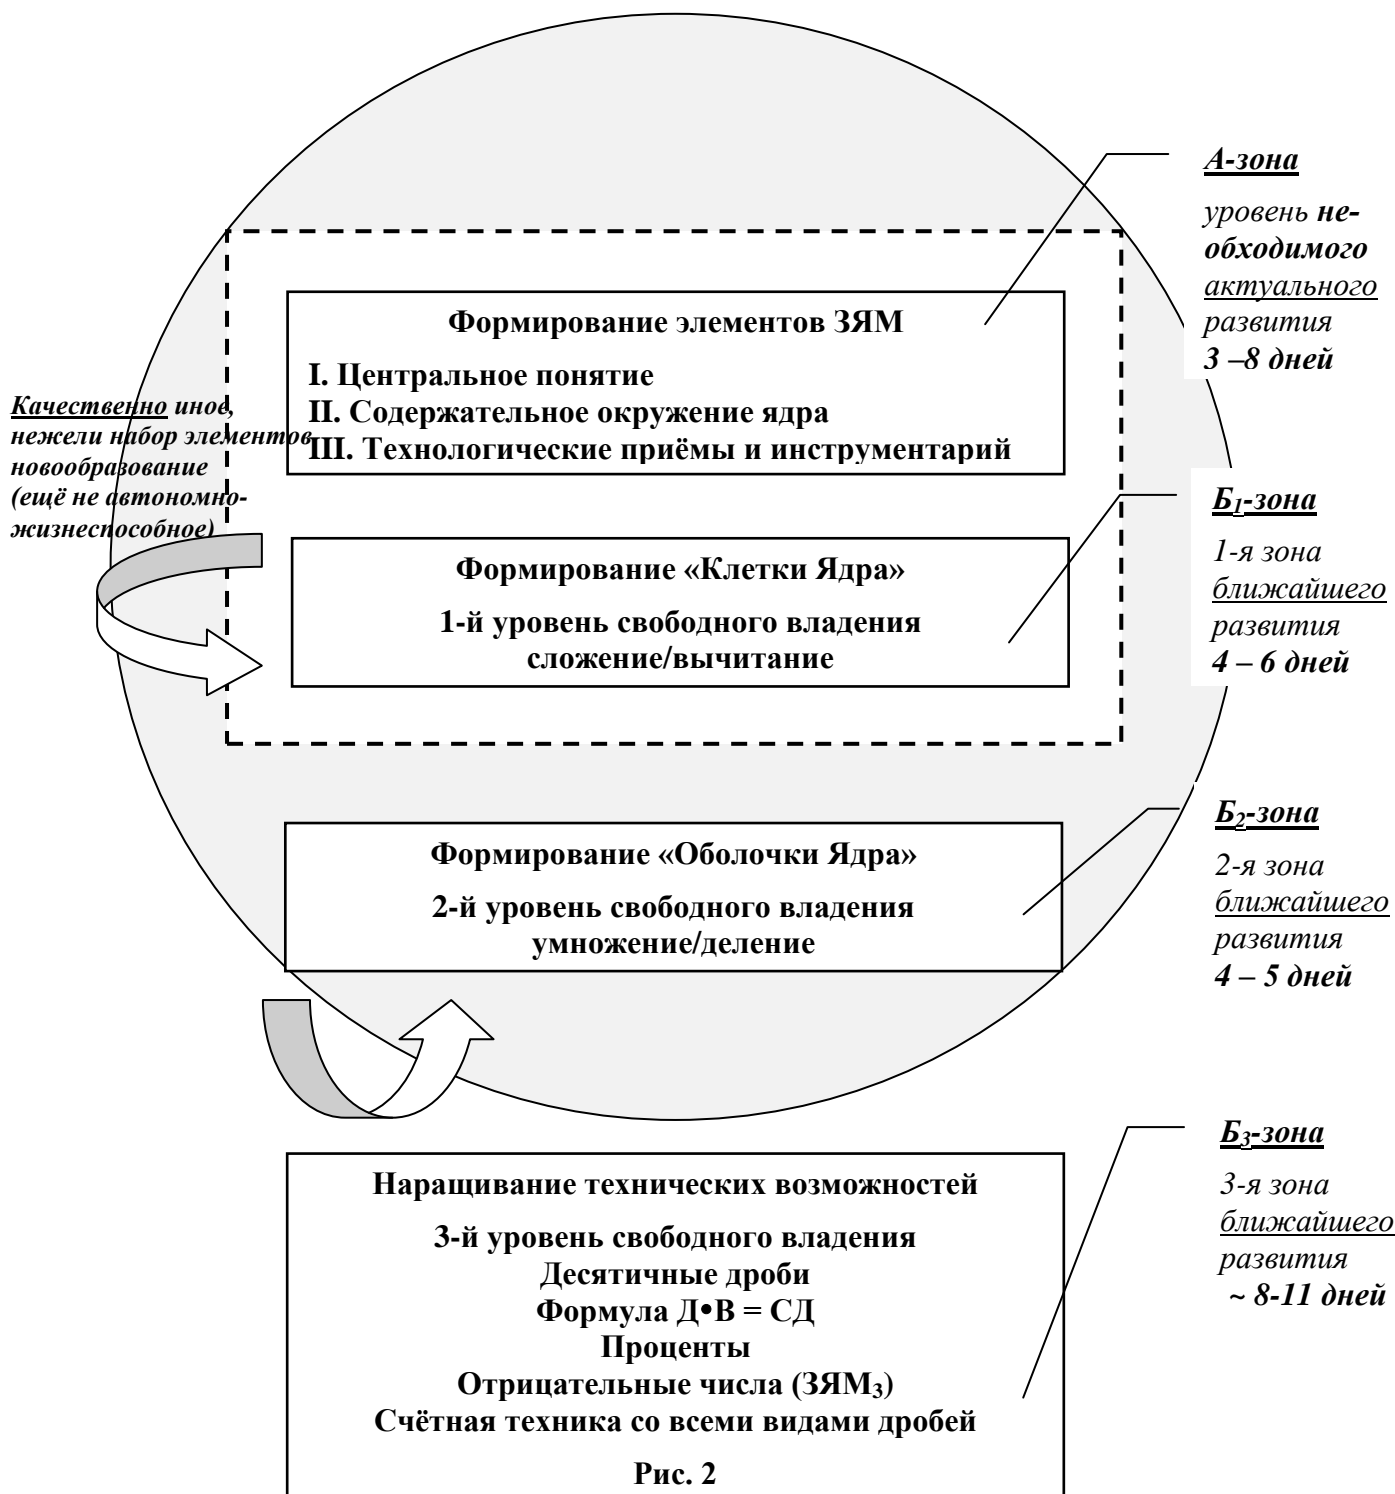 А-зона
уровень не-
обходимого
актуального
развития
3 –8 дней
Формирование элементов ЗЯМ
I. Центральное понятие
II. Содержательное окружение ядра
III. Технологические приёмы и инструментарий
Качественно иное,
нежели набор элементов
новообразование
(ещё не автономно-
жизнеспособное)
Б1-зона
1-я зона
ближайшего
развития
4 – 6 дней
Формирование «Клетки Ядра»
1-й уровень свободного владения
сложение/вычитание
Б2-зона
2-я зона
ближайшего
развития
4 – 5 дней
Формирование «Оболочки Ядра»
2-й уровень свободного владения
умножение/деление
Б3-зона
3-я зона
ближайшего
развития
~ 8-11 дней
Наращивание технических возможностей
3-й уровень свободного владения
Десятичные дроби
Формула Д•В = СД
Проценты
Отрицательные числа (ЗЯМ3)
Счётная техника со всеми видами дробей
Рис. 2